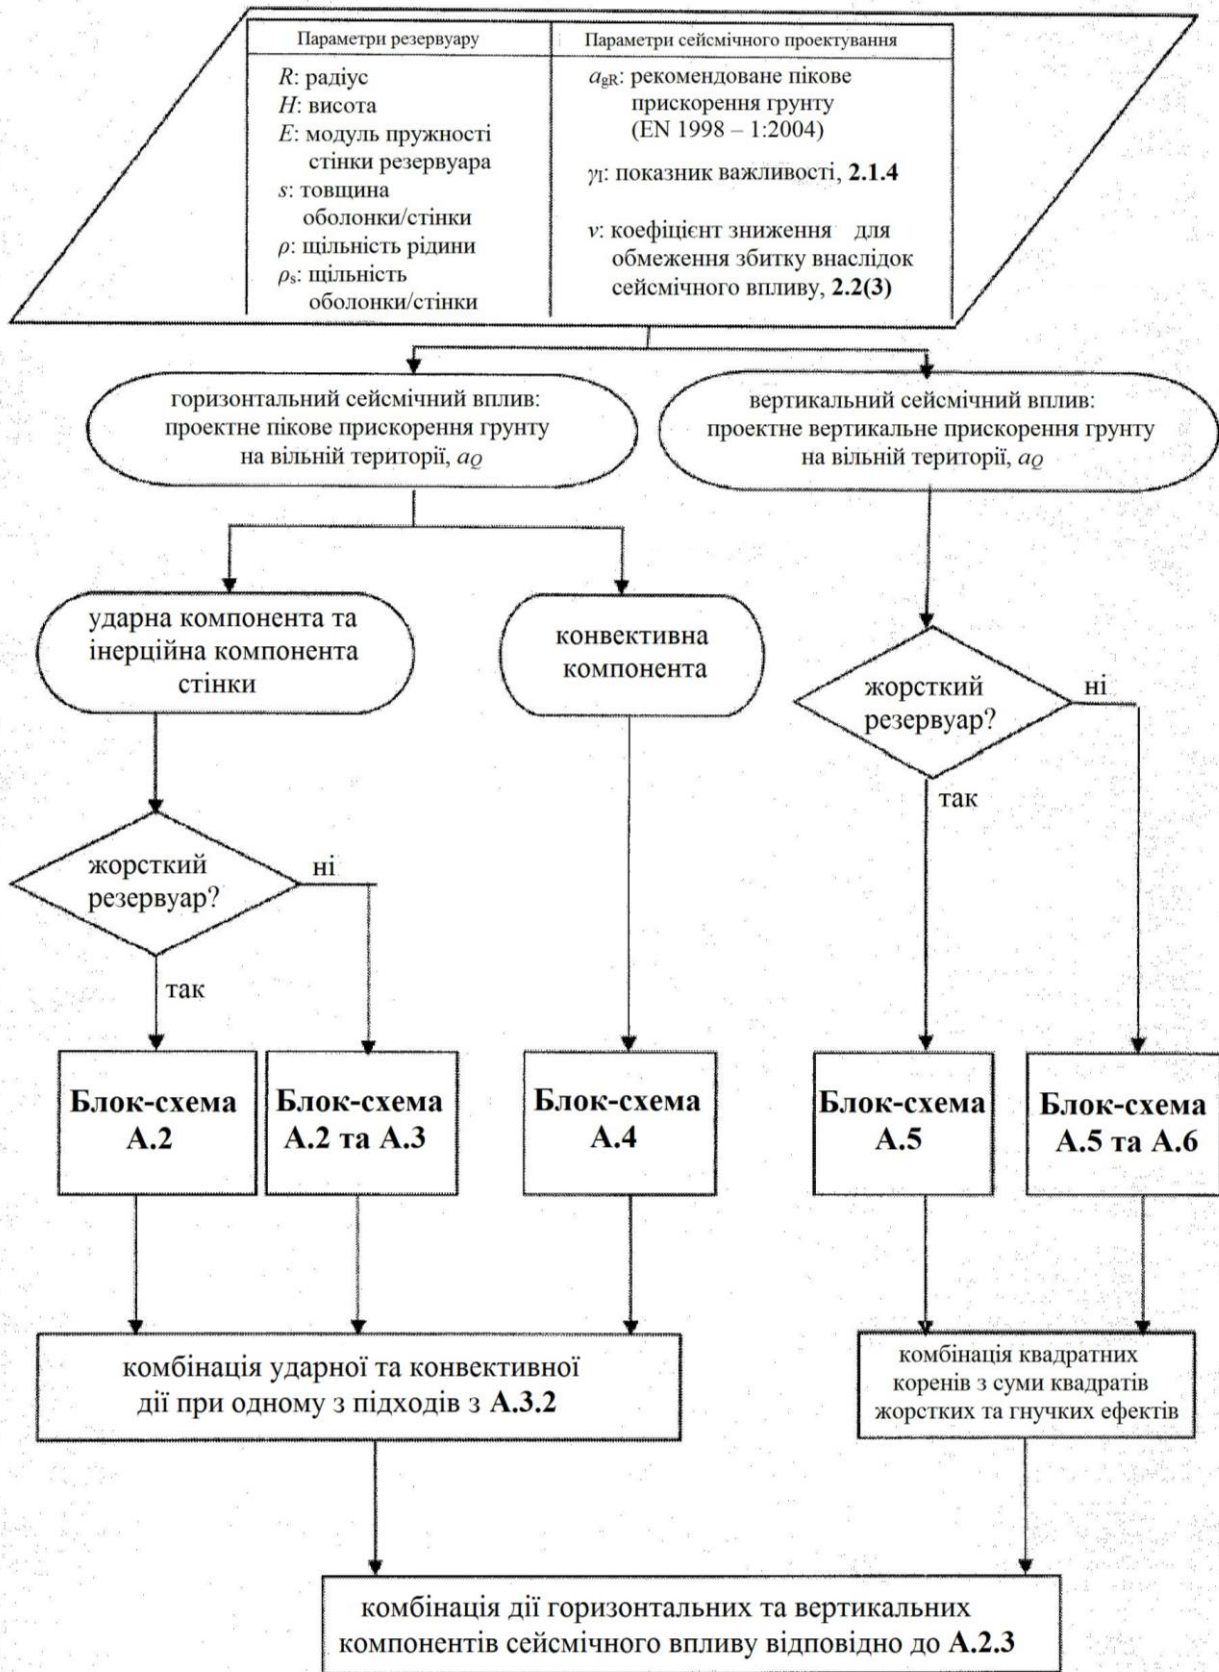 Параметри резервуару
R: радіус
H: висота
E: модуль пружності
стінки резервуара
s: товщина
оболонки/стінки
ρ: щільність рідини
ρs: щільність
оболонки/стінки
Параметри сейсмічного проектування
agR: рекомендоване пікове
прискорення грунту
(EN 1998 – 1:2004)
γI: показник важливості, 2.1.4
ν: коефіцієнт зниження для
обмеження збитку внаслідок
сейсмічного впливу, 2.2(3)
горизонтальний сейсмічний вплив:
проектне пікове прискорення грунту
на вільній території, aQ
вертикальний сейсмічний вплив:
проектне вертикальне прискорення грунту
на вільній території, aQ
ударна компонента та
інерційна компонента
стінки
конвективна
компонента
жорсткий
резервуар?
ні
так
жорсткий
резервуар?
ні
так
Блок-схема
А.2
Блок-схема
А.2 та А.3
Блок-схема
А.4
Блок-схема
А.5
Блок-схема
А.5 та А.6
комбінація ударної та конвективної
дії при одному з підходів з А.3.2
комбінація квадратних
коренів з суми квадратів
жорстких та гнучких ефектів
комбінація дії горизонтальних та вертикальних
компонентів сейсмічного впливу відповідно до А.2.3